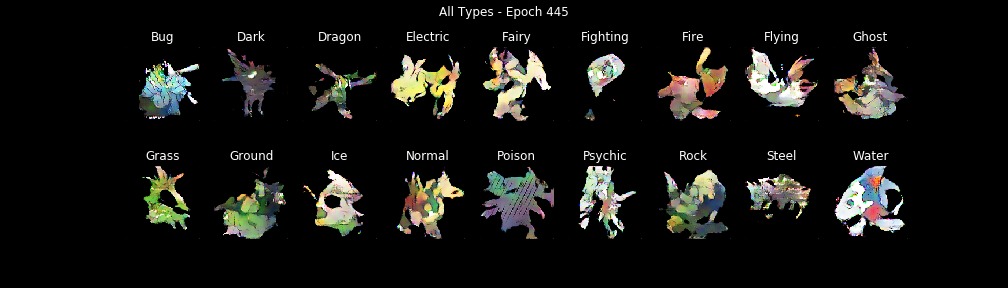 All Types - Epoch 445
Bug Dark Dragon Electric Fairy Fighting Fire Flying Ghost
Grass Ground Ice Normal Poison Psychic Rock Steel Water